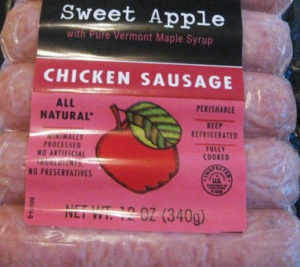 Sweet Apple
with Pure Vermont Maple Syrup
CHICKEN SAUSAGE
ALL
NATURAL*
MINIMALLY
PROCESSED
NO ARTIFICIAL
INGREDIENTS,
NO PRESERVATIVES
PERISHABLE
KEEP
REFRIGERATED
FULLY
COOKED
NET WT. 12 OZ (340g)